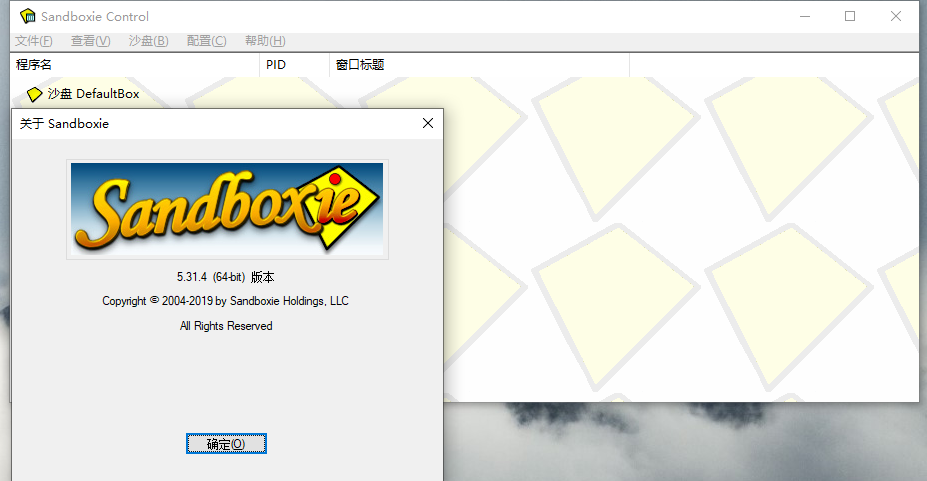 Sandboxie Control
文件(F) 查看(V) 沙盘(B) 配置(C) 帮助(H)
程序名 PID 窗口标题
沙盘 DefaultBox
关于 Sandboxie
Sandboxie
5.31.4 (64-bit) 版本
Copyright © 2004-2019 by Sandboxie Holdings, LLC
All Rights Reserved
确定(O)